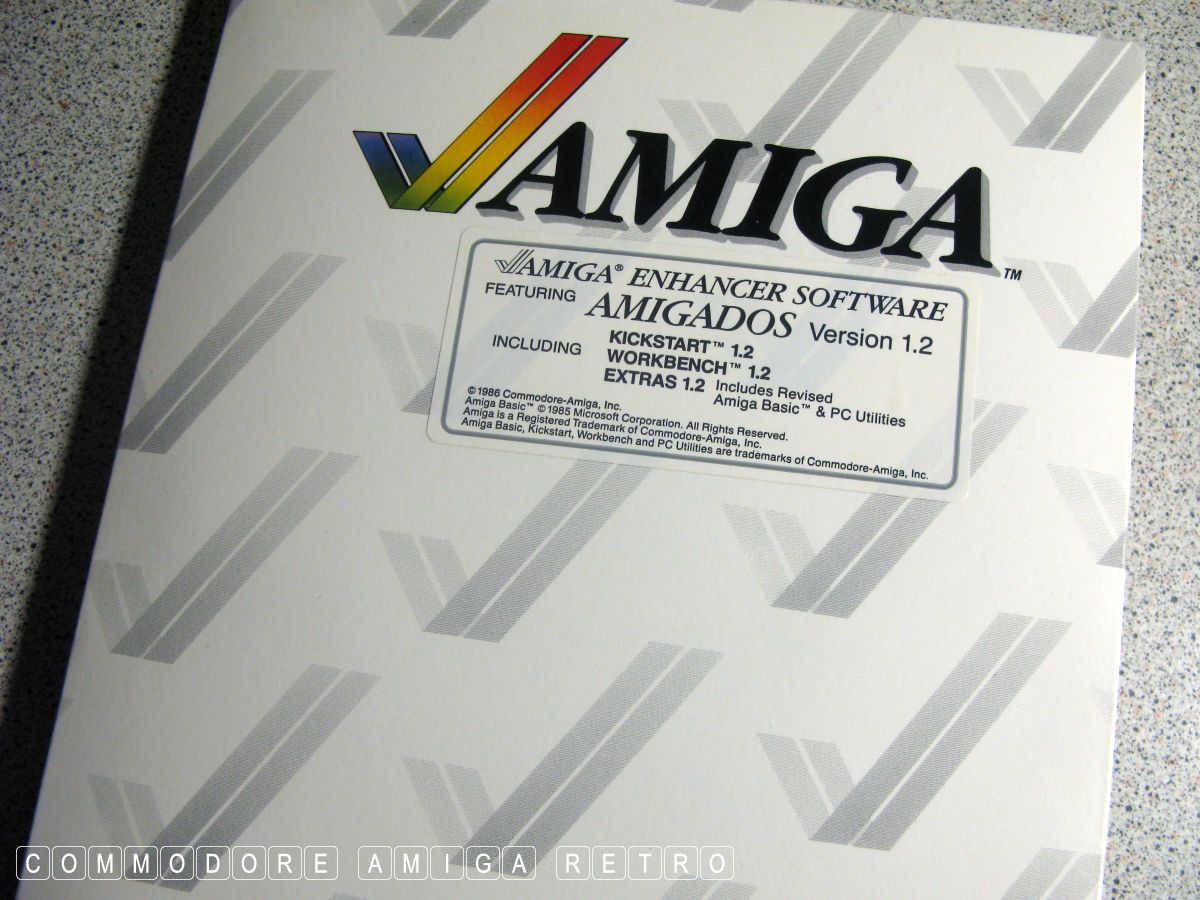 AMIGA™
AMIGA® ENHANCER SOFTWARE
FEATURING AMIGADOS Version 1.2
INCLUDING KICKSTART™ 1.2
WORKBENCH™ 1.2
EXTRAS 1.2 Includes Revised
Amiga Basic™ & PC Utilities
©1986 Commodore-Amiga, Inc.
Amiga Basic™ ©1985 Microsoft Corporation. All Rights Reserved.
Amiga is a Registered Trademark of Commodore-Amiga, Inc.
Amiga Basic, Kickstart, Workbench and PC Utilities are trademarks of Commodore-Amiga, Inc.
COMMODORE AMIGA RETRO